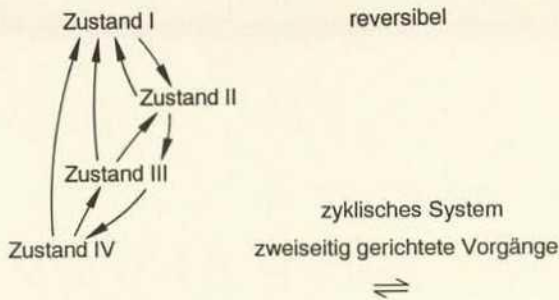 Zustand I
reversibel
Zustand II
Zustand III
zyklisches System
Zustand IV
zweiseitig gerichtete Vorgänge
⇌